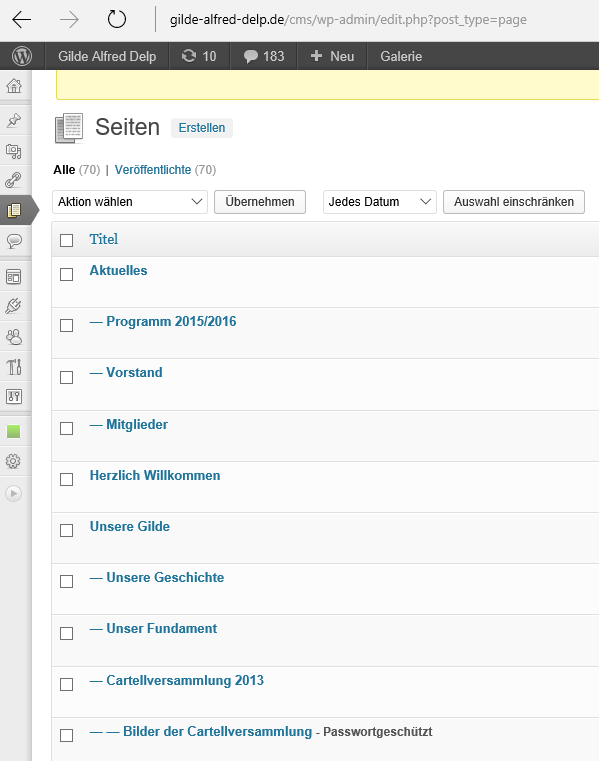 gilde-alfred-delp.de/cms/wp-admin/edit.php?post_type=page
Gilde Alfred Delp 10 183 + Neu Galerie
Seiten Erstellen
Alle (70) | Veröffentlichte (70)
Aktion wählen Übernehmen Jedes Datum Auswahl einschränken
Titel
Aktuelles
— Programm 2015/2016
— Vorstand
— Mitglieder
Herzlich Willkommen
Unsere Gilde
— Unsere Geschichte
— Unser Fundament
— Cartellversammlung 2013
— — Bilder der Cartellversammlung - Passwortgeschützt